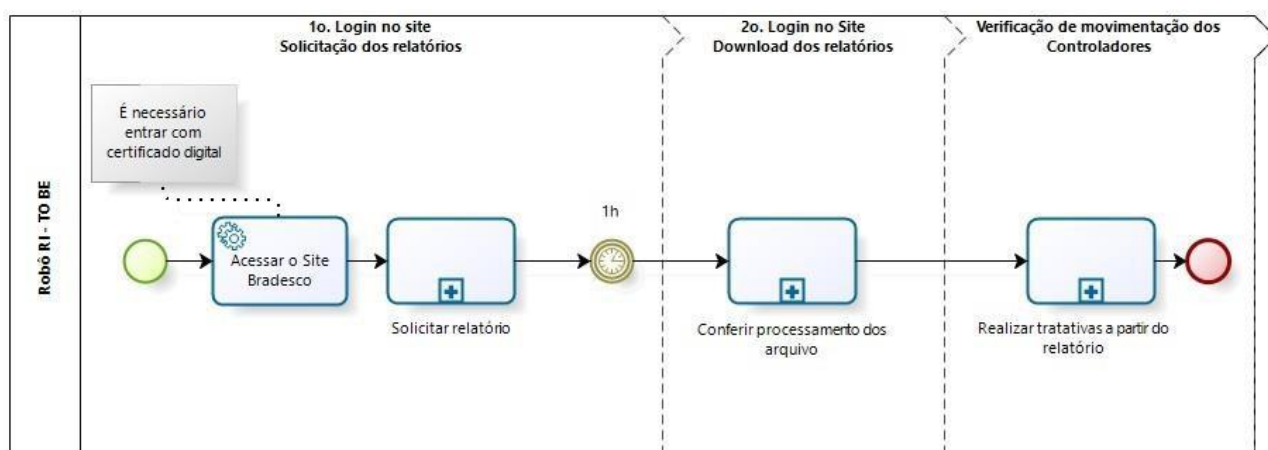 1o. Login no site
Solicitação dos relatórios
2o. Login no Site
Download dos relatórios
Verificação de movimentação dos
Controladores
Robô RI - TO BE
É necessário
entrar com
certificado digital
Acessar o Site
Bradesco
Solicitar relatório
1h
Conferir processamento dos
arquivo
Realizar tratativas a partir do
relatório